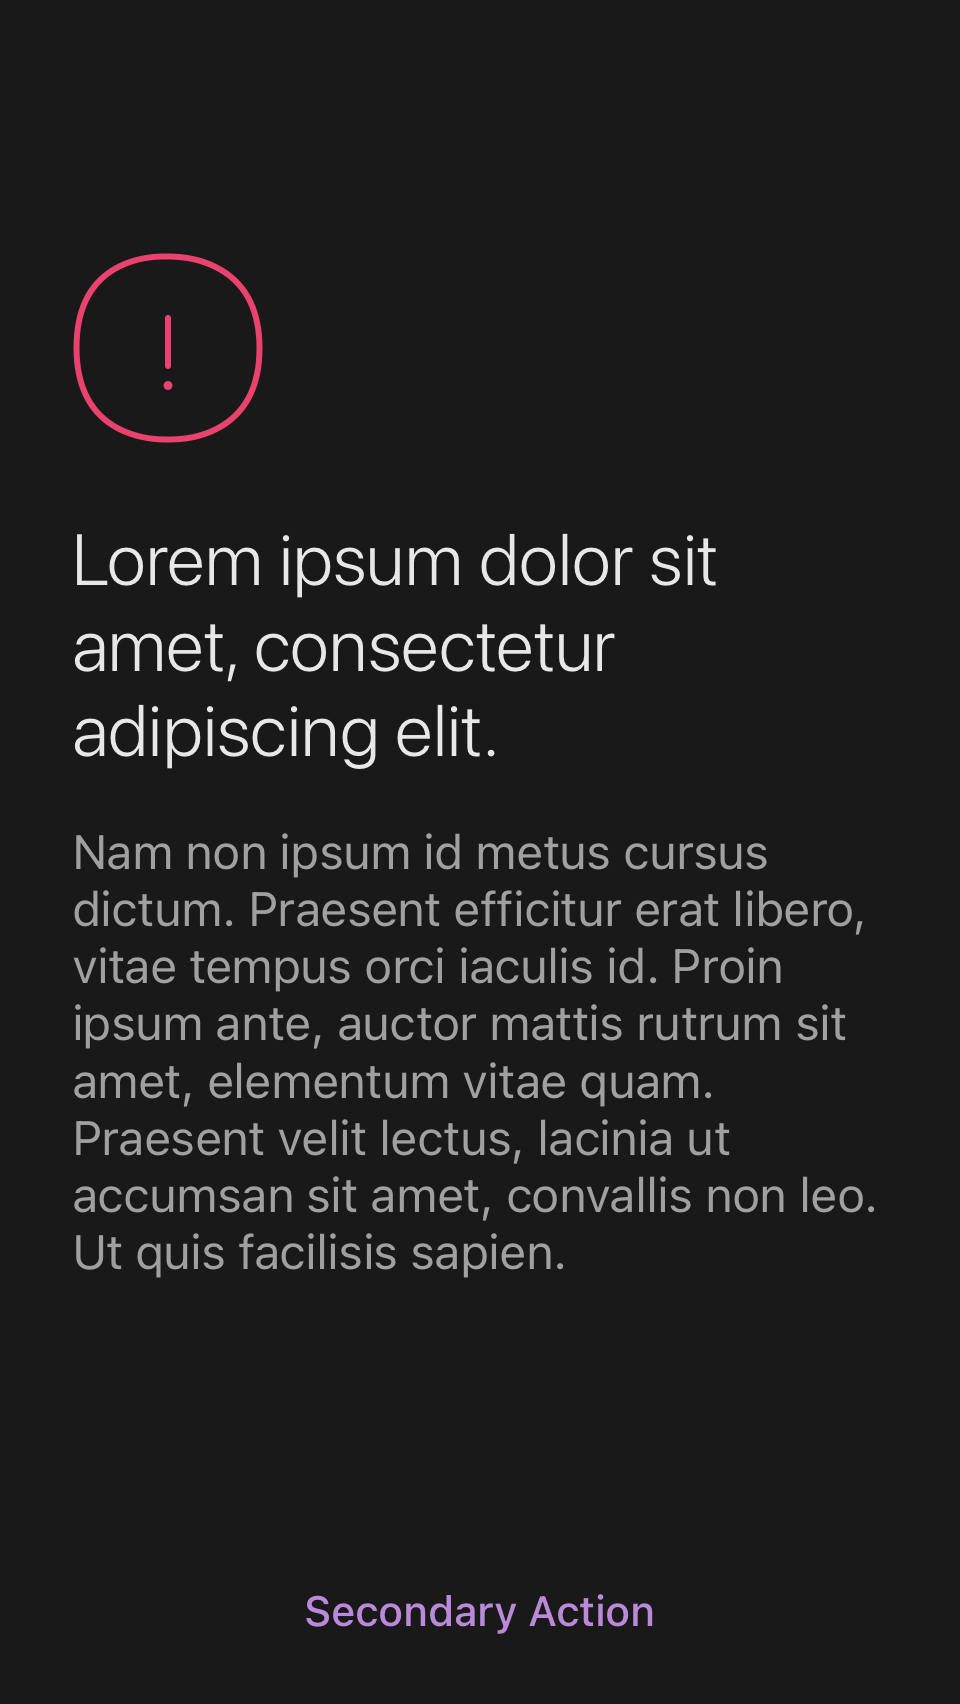 Lorem ipsum dolor sit
amet, consectetur
adipiscing elit.
Nam non ipsum id metus cursus
dictum. Praesent efficitur erat libero,
vitae tempus orci iaculis id. Proin
ipsum ante, auctor mattis rutrum sit
amet, elementum vitae quam.
Praesent velit lectus, lacinia ut
accumsan sit amet, convallis non leo.
Ut quis facilisis sapien.
Secondary Action